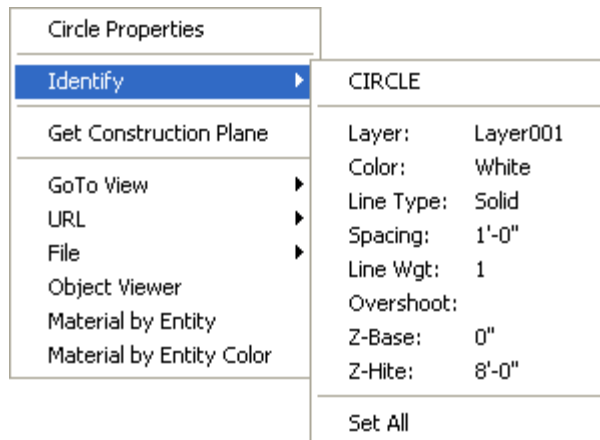 Circle Properties
Identify
Get Construction Plane
GoTo View
URL
File
Object Viewer
Material by Entity
Material by Entity Color
CIRCLE
Layer: Layer001
Color: White
Line Type: Solid
Spacing: 1'-0"
Line Wgt: 1
Overshoot:
Z-Base: 0"
Z-Hite: 8'-0"
Set All